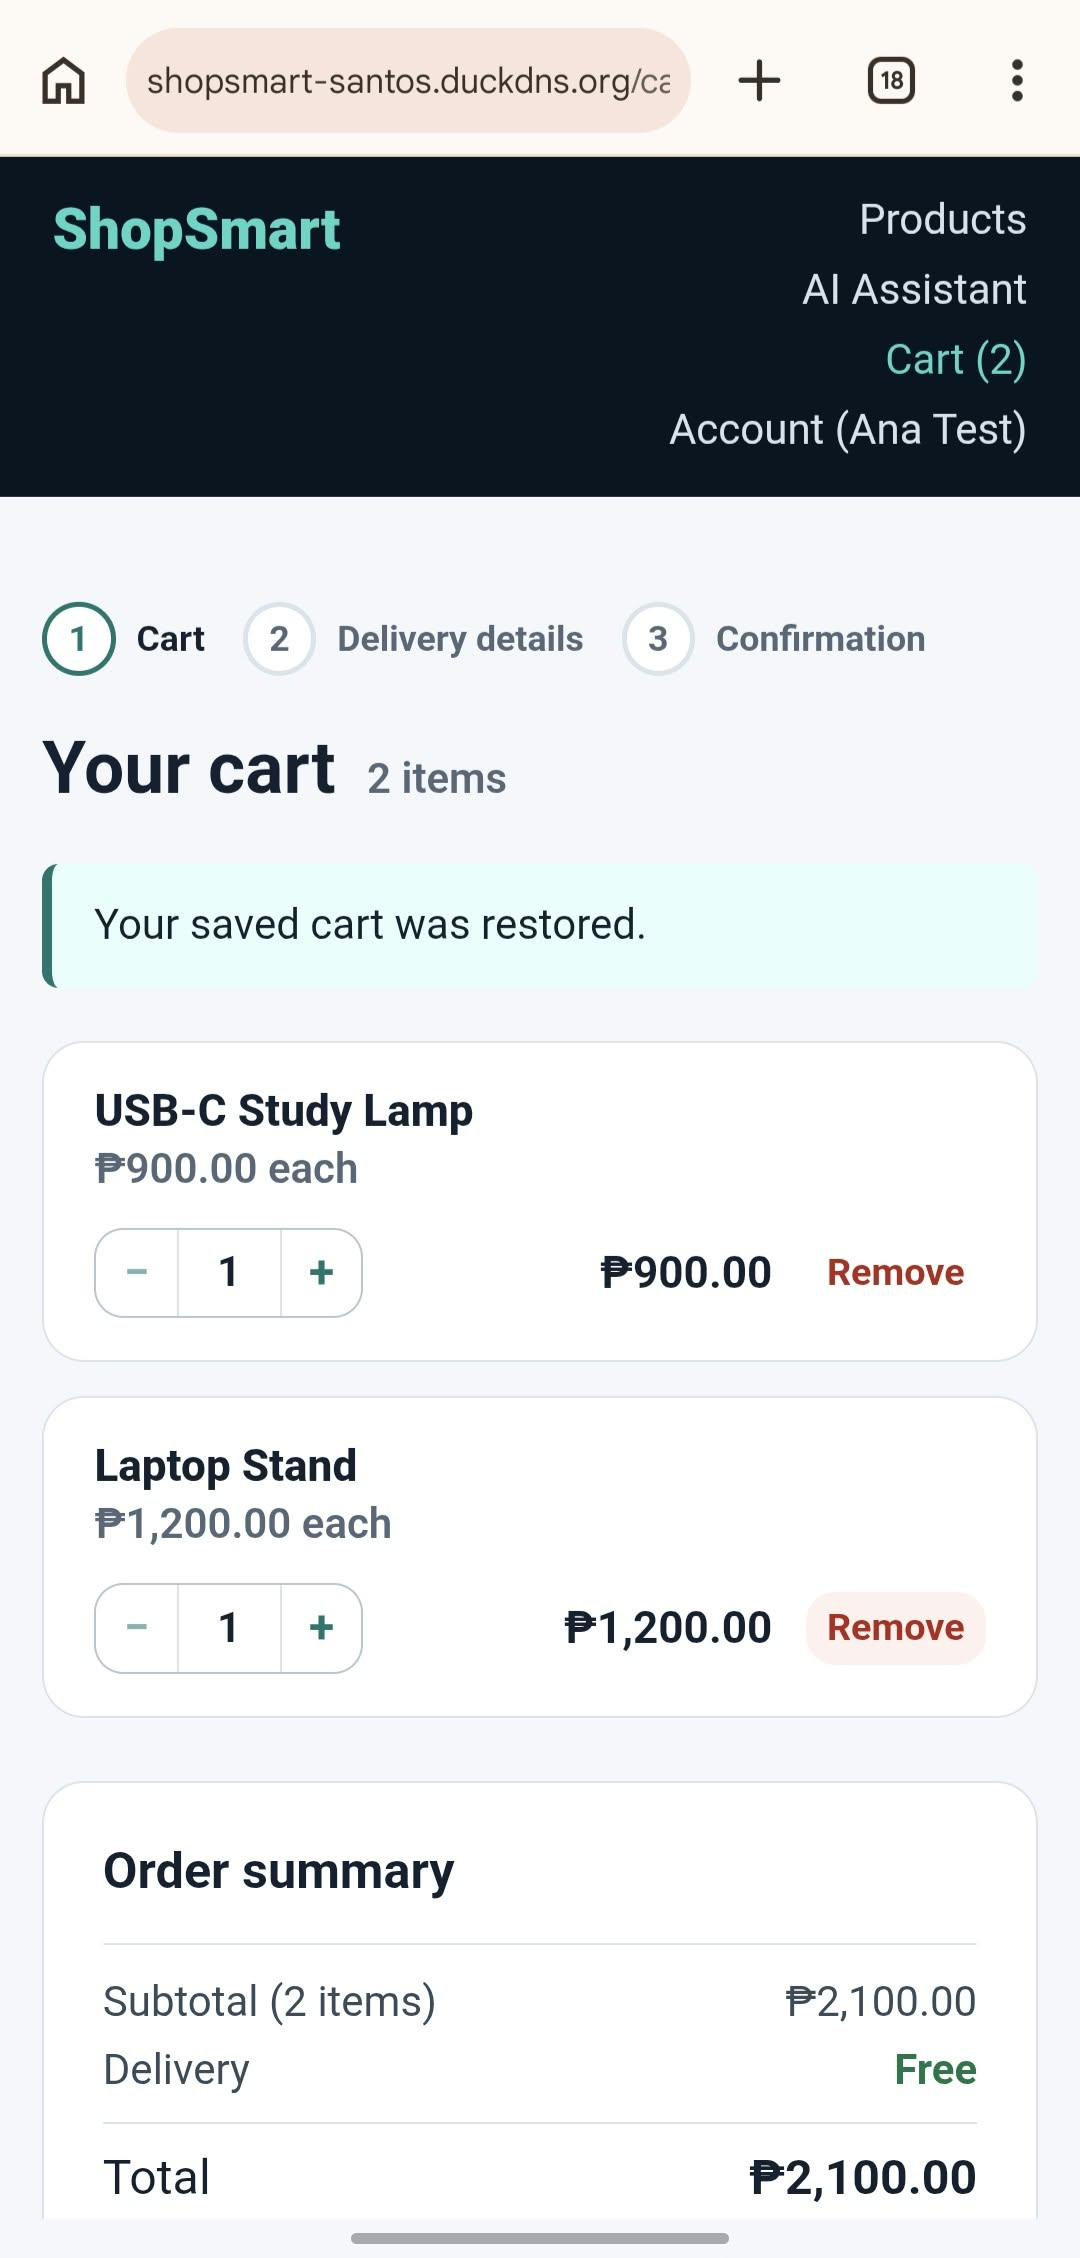 shopsmart-santos.duckdns.org/ca
18
ShopSmart
Products
AI Assistant
Cart (2)
Account (Ana Test)
1 Cart 2 Delivery details 3 Confirmation
Your cart 2 items
Your saved cart was restored.
USB-C Study Lamp
₱900.00 each
− 1 + ₱900.00 Remove
Laptop Stand
₱1,200.00 each
− 1 + ₱1,200.00 Remove
Order summary
Subtotal (2 items) ₱2,100.00
Delivery Free
Total ₱2,100.00